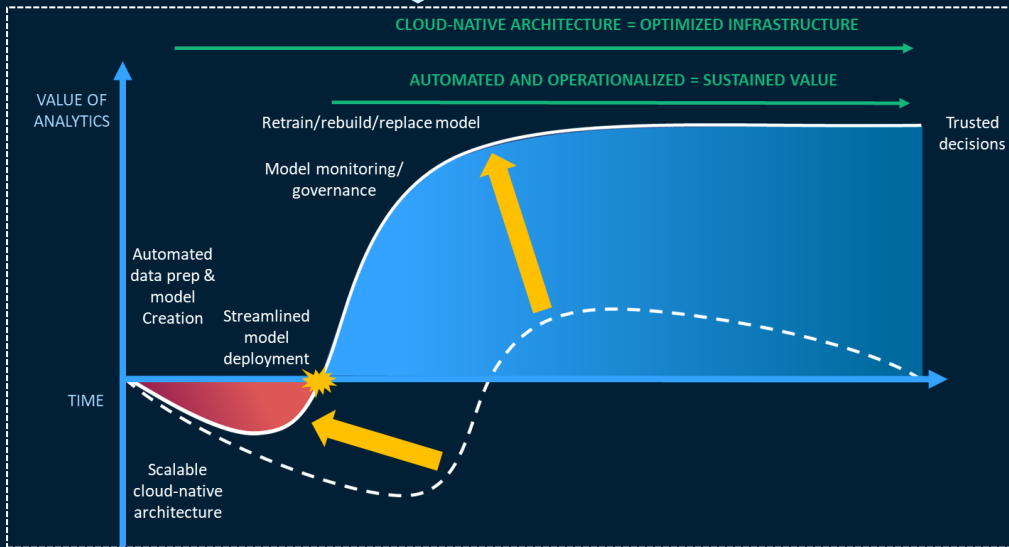 CLOUD-NATIVE ARCHITECTURE = OPTIMIZED INFRASTRUCTURE
AUTOMATED AND OPERATIONALIZED = SUSTAINED VALUE
VALUE OF
ANALYTICS
Retrain/rebuild/replace model
Trusted
decisions
Model monitoring/
governance
Automated
data prep &
model
Creation
Streamlined
model
deployment
TIME
Scalable
cloud-native
architecture